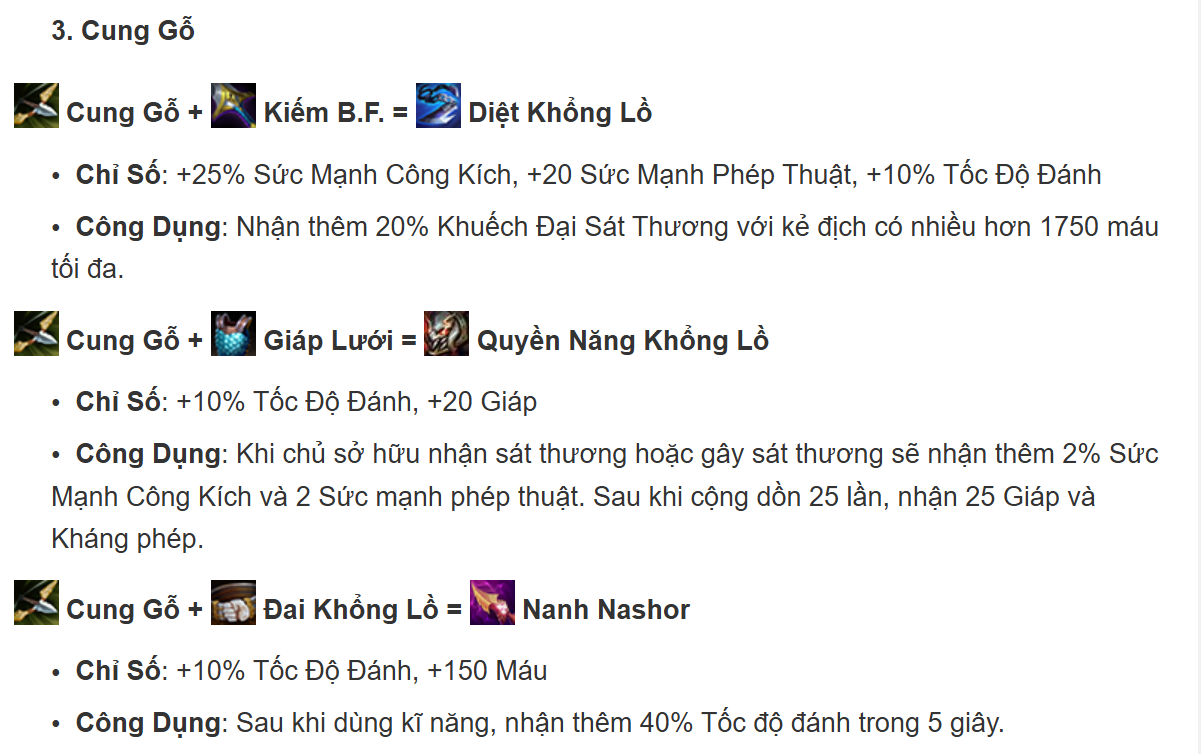 3. Cung Gỗ
Cung Gỗ + Kiếm B.F. = Diệt Khổng Lồ
• Chỉ Số: +25% Sức Mạnh Công Kích, +20 Sức Mạnh Phép Thuật, +10% Tốc Độ Đánh
• Công Dụng: Nhận thêm 20% Khuếch Đại Sát Thương với kẻ địch có nhiều hơn 1750 máu
tối đa.
Cung Gỗ + Giáp Lưới = Quyền Năng Khổng Lồ
• Chỉ Số: +10% Tốc Độ Đánh, +20 Giáp
• Công Dụng: Khi chủ sở hữu nhận sát thương hoặc gây sát thương sẽ nhận thêm 2% Sức
Mạnh Công Kích và 2 Sức mạnh phép thuật. Sau khi cộng dồn 25 lần, nhận 25 Giáp và
Kháng phép.
Cung Gỗ + Đai Khổng Lồ = Nanh Nashor
• Chỉ Số: +10% Tốc Độ Đánh, +150 Máu
• Công Dụng: Sau khi dùng kĩ năng, nhận thêm 40% Tốc độ đánh trong 5 giây.